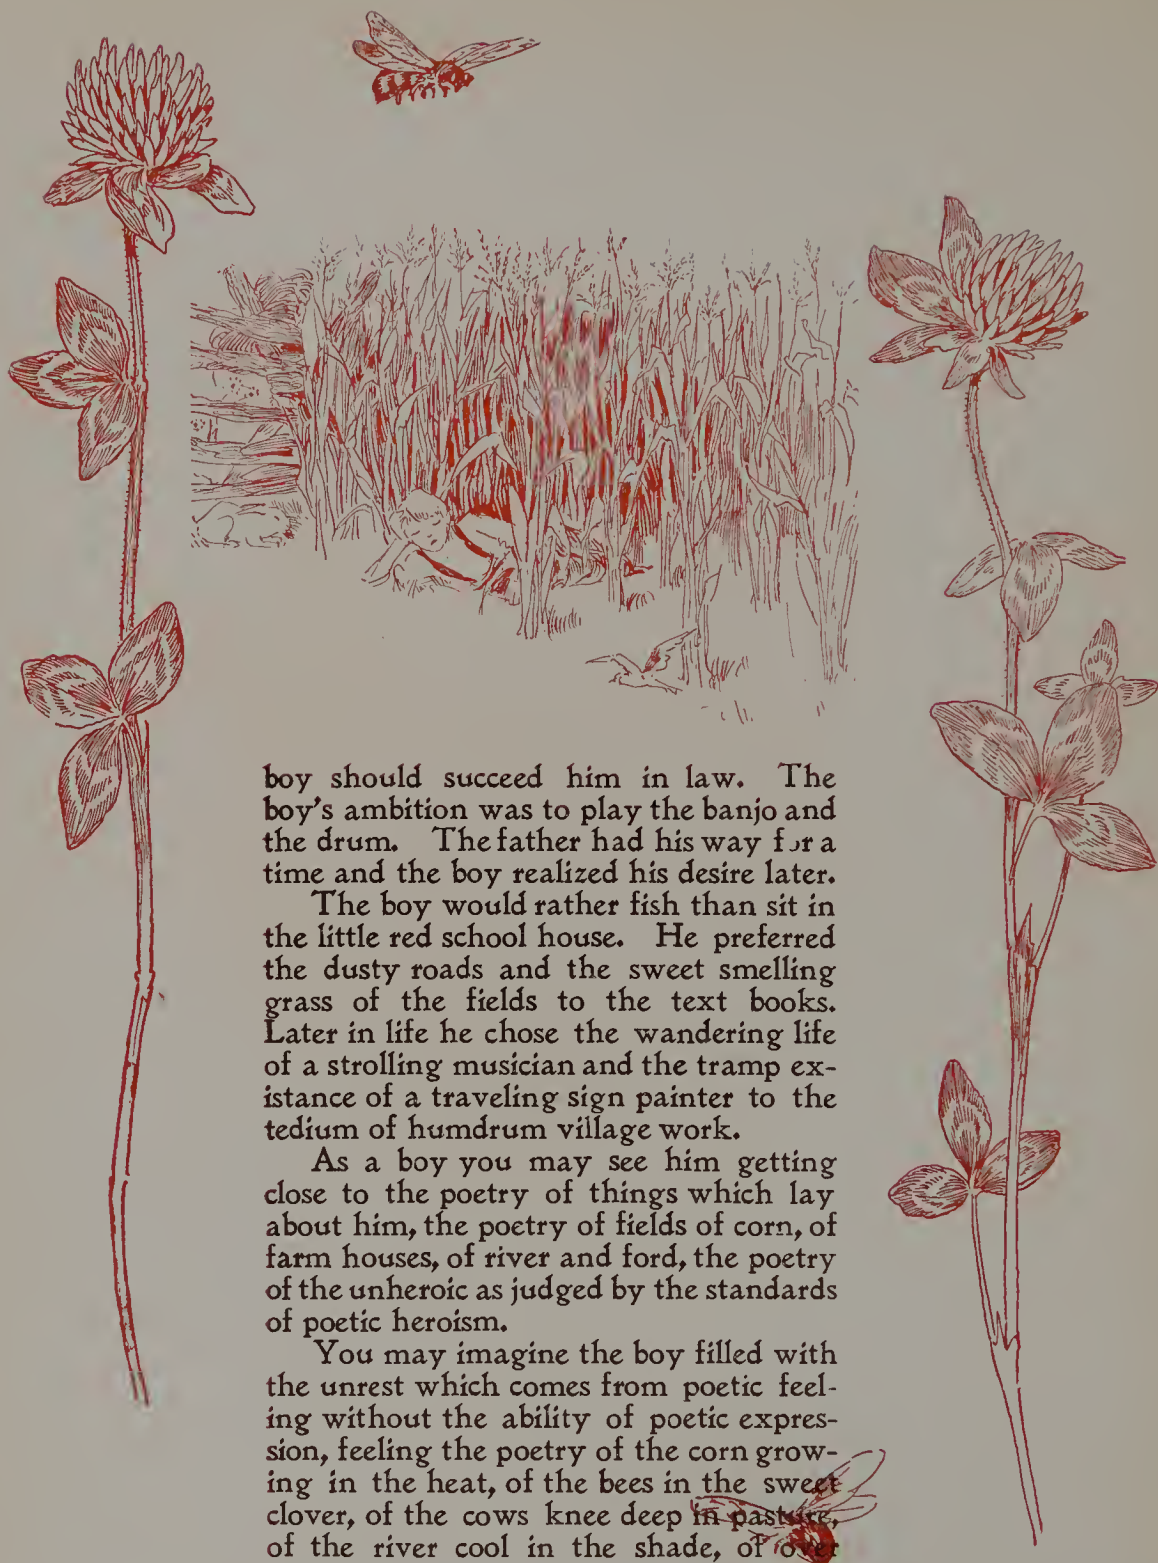 boy should succeed him in law. The
boy's ambition was to play the banjo and
the drum. The father had his way for a
time and the boy realized his desire later.
The boy would rather fish than sit in
the little red school house. He preferred
the dusty roads and the sweet smelling
grass of the fields to the text books.
Later in life he chose the wandering life
of a strolling musician and the tramp ex-
istance of a traveling sign painter to the
tedium of humdrum village work.
As a boy you may see him getting
close to the poetry of things which lay
about him, the poetry of fields of corn, of
farm houses, of river and ford, the poetry
of the unheroic as judged by the standards
of poetic heroism.
You may imagine the boy filled with
the unrest which comes from poetic feel-
ing without the ability of poetic expres-
sion, feeling the poetry of the corn grow-
ing in the heat, of the bees in the sweet
clover, of the cows knee deep in pasture,
of the river cool in the shade, of over